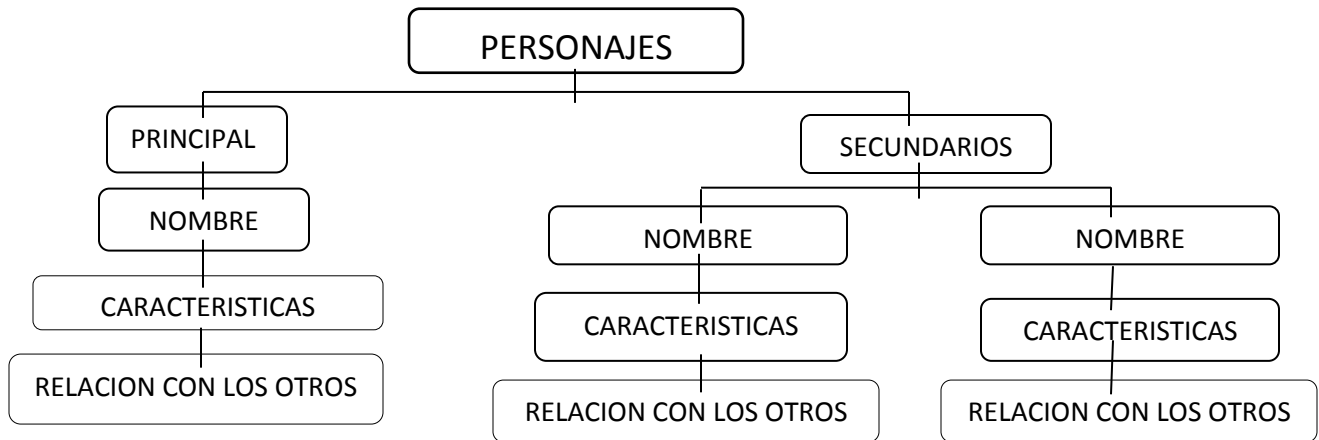 PERSONAJES
PRINCIPAL
SECUNDARIOS
NOMBRE
NOMBRE
NOMBRE
CARACTERISTICAS
CARACTERISTICAS
CARACTERISTICAS
RELACION CON LOS OTROS
RELACION CON LOS OTROS
RELACION CON LOS OTROS